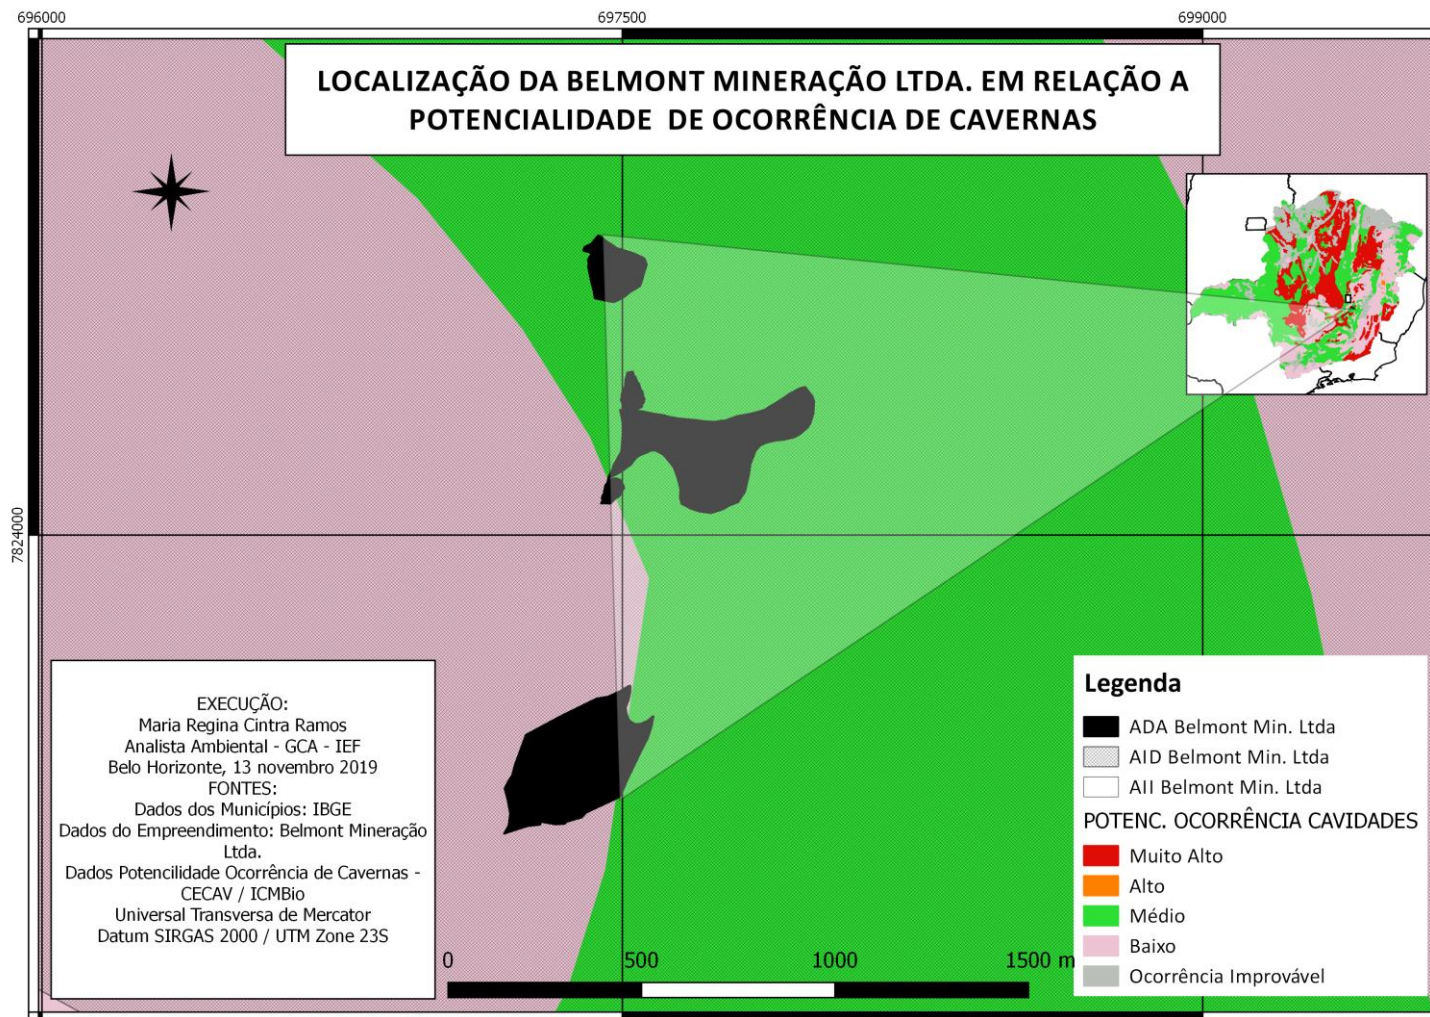 696000
697500
699000
LOCALIZAÇÃO DA BELMONT MINERAÇÃO LTDA. EM RELAÇÃO A
POTENCIALIDADE DE OCORRÊNCIA DE CAVERNAS
7824000
EXECUÇÃO:
Maria Regina Cintra Ramos
Analista Ambiental - GCA - IEF
Belo Horizonte, 13 novembro 2019
FONTES:
Dados dos Municípios: IBGE
Dados do Empreendimento: Belmont Mineração
Ltda.
Dados Potencilidade Ocorrência de Cavernas -
CECAV / ICMBio
Universal Transversa de Mercator
Datum SIRGAS 2000 / UTM Zone 23S
0
500
1000
1500 m
Legenda
ADA Belmont Min. Ltda
AID Belmont Min. Ltda
AII Belmont Min. Ltda
POTENC. OCORRÊNCIA CAVIDADES
Muito Alto
Alto
Médio
Baixo
Ocorrência Improvável